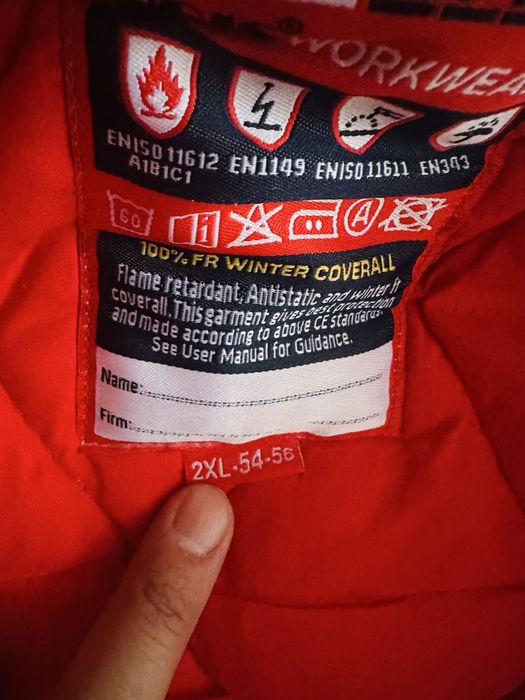 WORKWEA
EN ISO 11612 EN1149 EN ISO 11611 EN343
A1B1C1
60 i A
100% FR WINTER COVERALL
Flame retardant, Antistatic and winter fr
coverall. This garment gives best protection
and made according to above CE standards.
See User Manual for Guidance.
Name:
Firm:
2XL-54-56